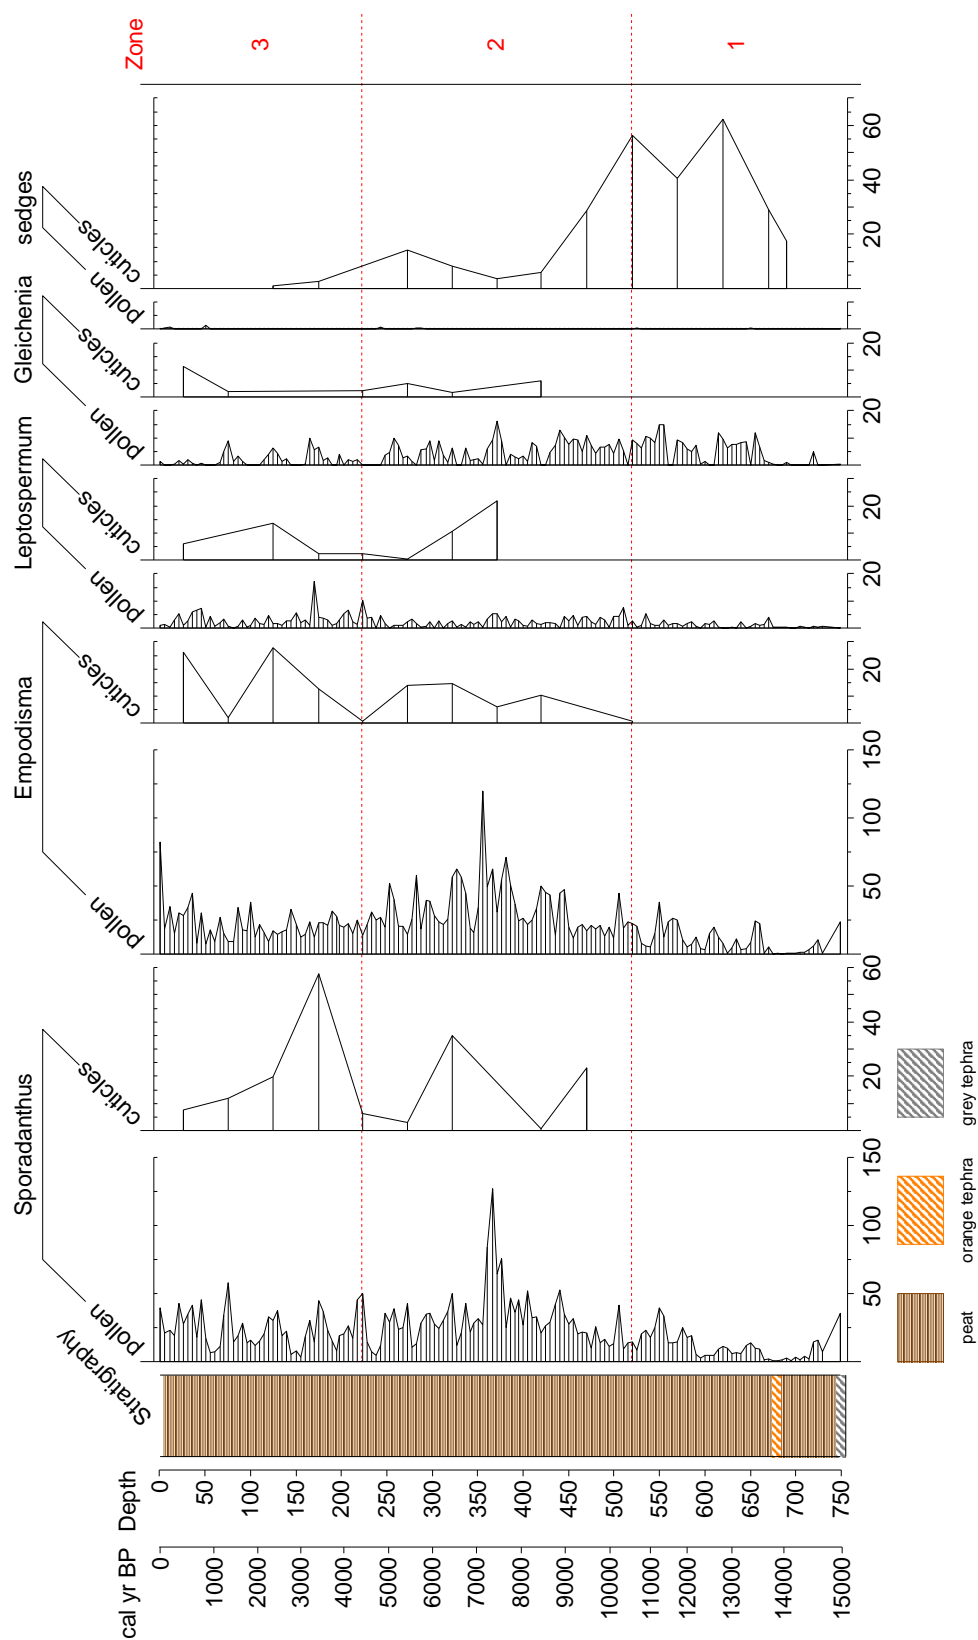 Sporadanthus Empodisma Leptospermum Gleichenia sedges
cal yr BP Depth Stratigraphy pollen cuticles pollen cuticles pollen cuticles pollen cuticles pollen cuticles Zone
0 0
50
1000 100
2000 150
3000 200
4000 3
5000 250
6000 300
7000 350
8000 400
9000 450
10000 500 2
11000 550
12000 600
13000 650 1
14000 700
15000 750
50 100 150 20 40 60 50 100 150 20 20 20 20 20 20 40 60
peat orange tephra grey tephra